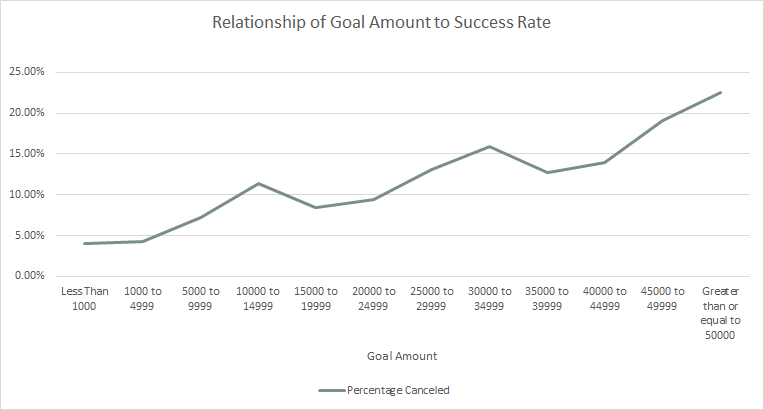 Relationship of Goal Amount to Success Rate
25.00%
20.00%
15.00%
10.00%
5.00%
0.00%
Less Than
1000
1000 to
4999
5000 to
9999
10000 to
14999
15000 to
19999
20000 to
24999
25000 to
29999
30000 to
34999
35000 to
39999
40000 to
44999
45000 to
49999
Greater
than or
equal to
50000
Goal Amount
Percentage Canceled